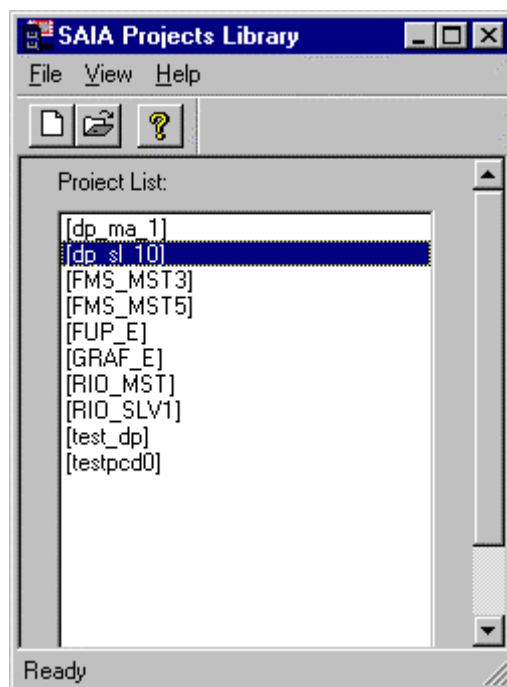 SAIA Projects Library
File View Help
Project List:
[dp_ma_1]
[dp_sl_10]
[FMS_MST3]
[FMS_MST5]
[FUP_E]
[GRAF_E]
[RIO_MST]
[RIO_SLV1]
[test_dp]
[testpcd0]
Ready